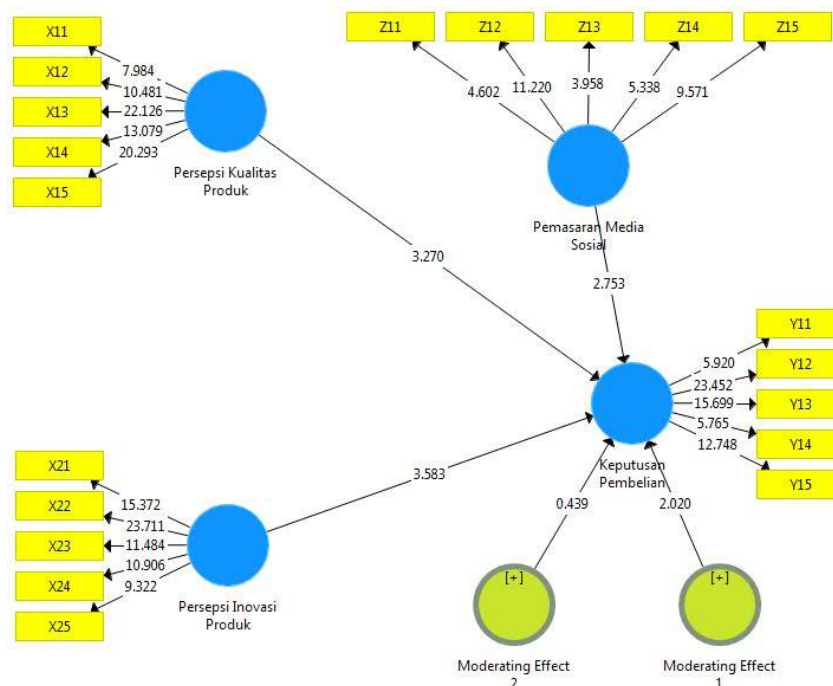 X11
X12
X13
X14
X15
7.984
10.481
22.126
13.079
20.293
Persepsi Kualitas
Produk
Z11
Z12
Z13
Z14
Z15
4.602
11.220
3.958
5.338
9.571
Pemasaran Media
Sosial
3.270
2.753
Y11
Y12
Y13
Y14
Y15
5.920
23.452
15.699
5.765
12.748
Keputusan
Pembelian
X21
X22
X23
X24
X25
15.372
23.711
11.484
10.906
9.322
Persepsi Inovasi
Produk
3.583
0.439
2.020
[+]
Moderating Effect
2
[+]
Moderating Effect
1